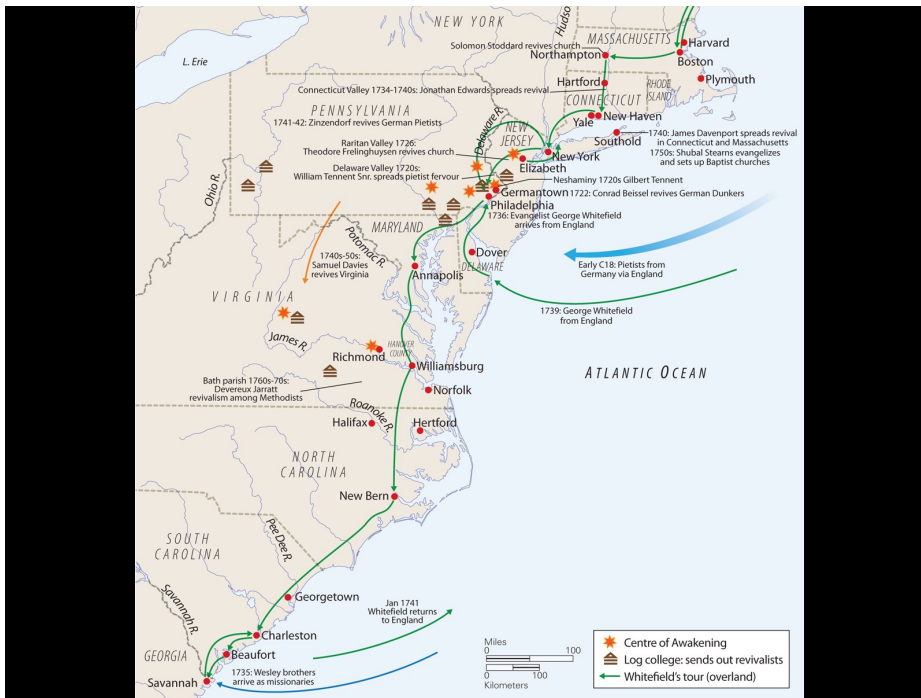 NEW YORK
Hudso
MASSACHUSETTS
Harvard
Solomon Stoddard revives church
Northampton
Boston
L. Erie
Plymouth
Hartford
RHODE
ISLAND
Connecticut Valley 1734-1740s: Jonathan Edwards spreads revival
CONNECTICUT
PENNSYLVANIA
1741-42: Zinzendorf revives German Pietists
Delaware R.
Yale
New Haven
NEW
JERSEY
Southold
1740: James Davenport spreads revival
in Connecticut and Massachusetts
1750s: Shubal Stearns evangelizes
and sets up Baptist churches
Raritan Valley 1726:
Theodore Frelinghuysen revives church
New York
Elizabeth
Delaware Valley 1720s:
William Tennent Snr. spreads pietist fervour
Neshaminy 1720s Gilbert Tennent
Ohio R.
Germantown
1722: Conrad Beissel revives German Dunkers
Philadelphia
1736: Evangelist George Whitefield
arrives from England
MARYLAND
Potomac R.
1740s-50s:
Samuel Davies
revives Virginia
Dover
DELAWARE
Early C18: Pietists from
Germany via England
Annapolis
VIRGINIA
1739: George Whitefield
from England
James R.
HANOVER
COUNTY
Richmond
Williamsburg
ATLANTIC OCEAN
Bath parish 1760s-70s:
Devereux Jarratt
revivalism among Methodists
Norfolk
Roanoke R.
Halifax
Hertford
NORTH
CAROLINA
New Bern
SOUTH
CAROLINA
Pee Dee R.
Savannah R.
Georgetown
Jan 1741
Whitefield returns
to England
Charleston
GEORGIA
Beaufort
1735: Wesley brothers
arrive as missionaries
Savannah
Miles
0 100
0 100
Kilometers
Centre of Awakening
Log college: sends out revivalists
Whitefield's tour (overland)